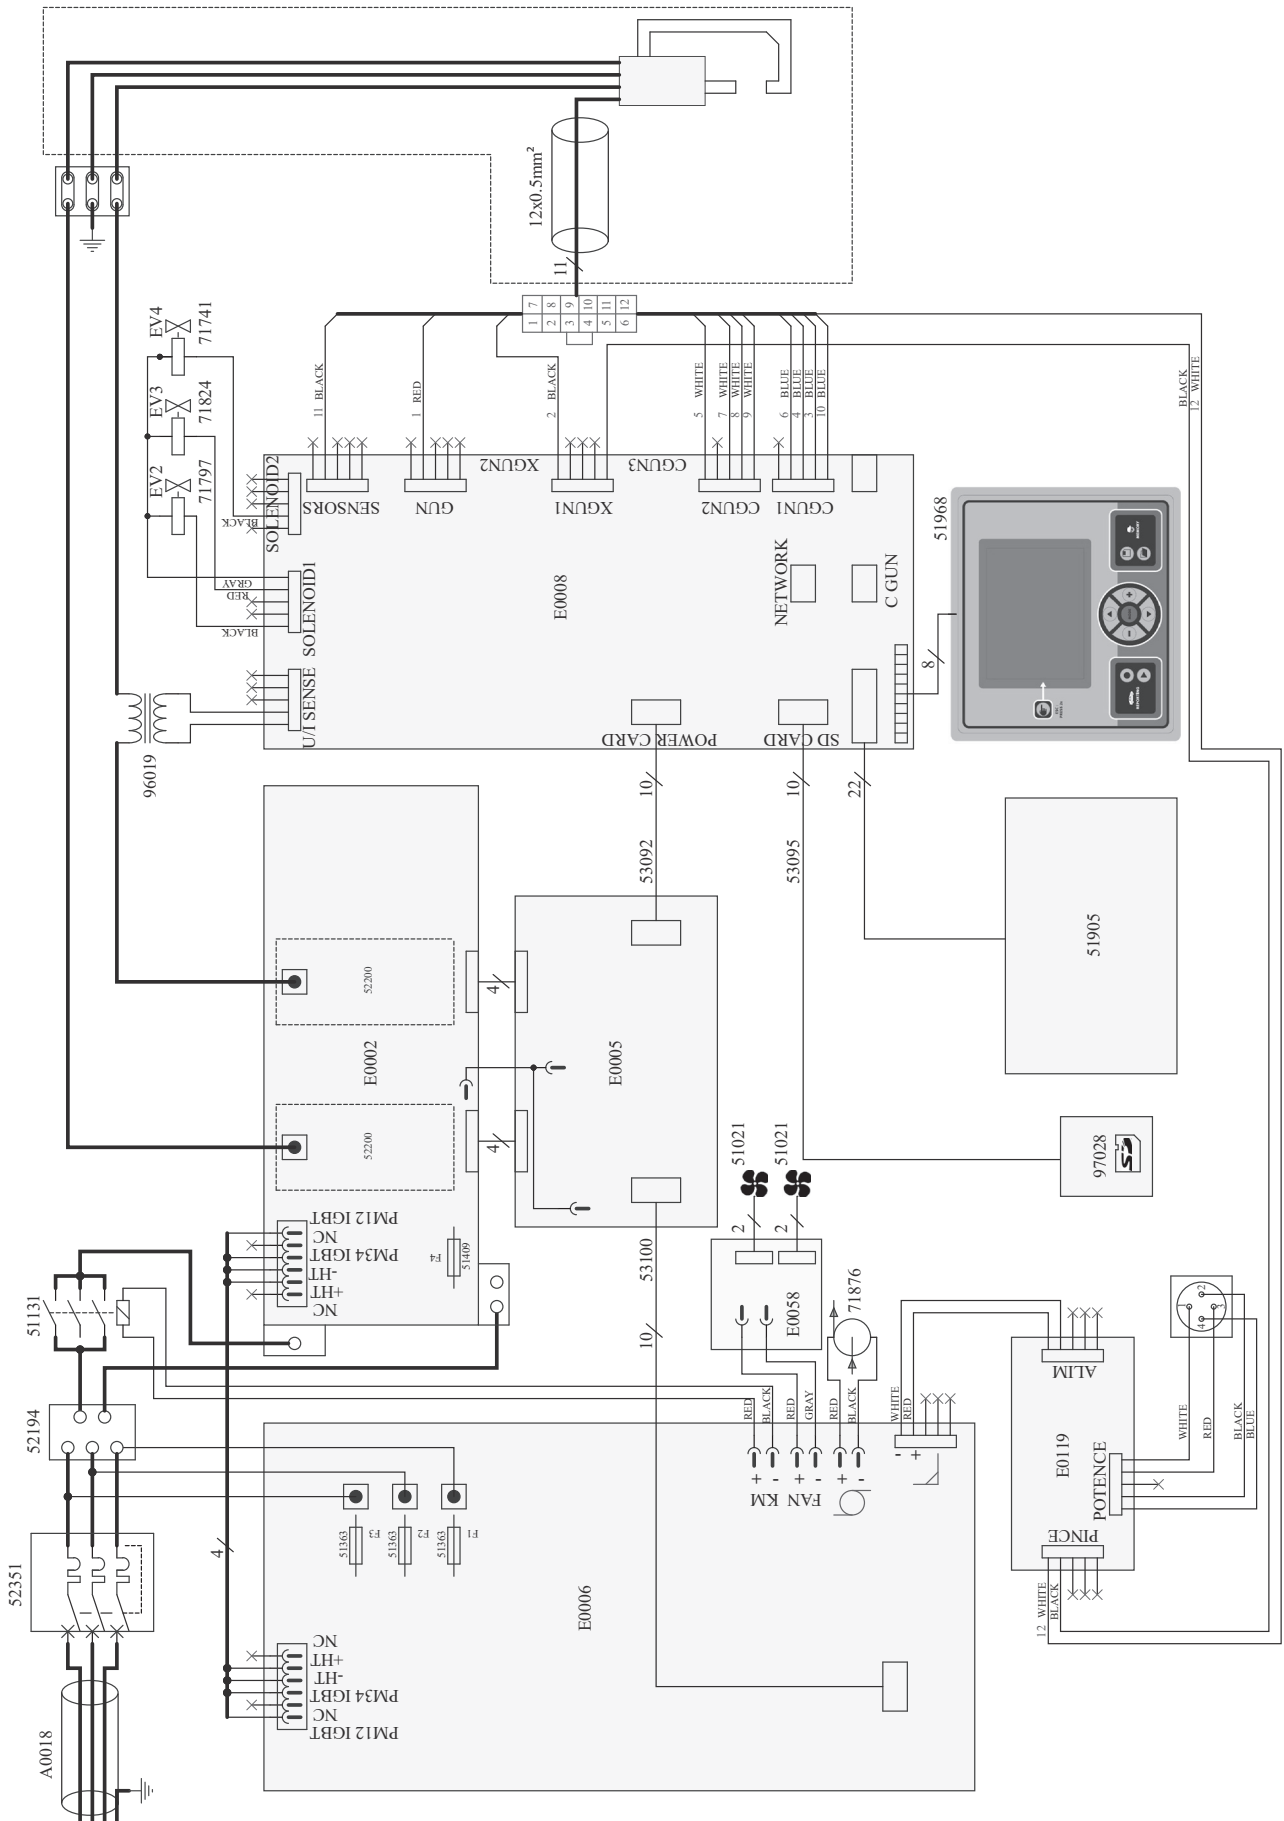 12x0.5mm²
11
EV4
71741
EV3
71824
EV2
71797
1 7
2 8
3 9
4 10
5 11
6 12
11 BLACK
1 RED
2 BLACK
5 WHITE
7 WHITE
8 WHITE
9 WHITE
6 BLUE
4 BLUE
3 BLUE
10 BLUE
BLACK
12 WHITE
BLACK
GRAY
RED
BLACK
SOLENOID2
SOLENOID1
U/I SENSE
SENSORS
GUN
XGUN2
XGUN1
CGUN3
CGUN2
CGUN1
E0008
NETWORK
C GUN
POWER CARD
SD CARD
96019
51968
REPORTING
MEMORY
8
10
10
22
53092
53095
51905
52200
E0002
52200
4
4
E0005
51131
NC
+HT
-HT
PM34 IGBT
NC
PM12 IGBT
F4
51409
97028
SD
51021
51021
2
2
53100
10
E0058
71876
52194
52351
A0018
4
51363
F3
51363
F2
51363
F1
E0006
NC
+HT
-HT
PM34 IGBT
NC
PM12 IGBT
RED
BLACK
RED
GRAY
RED
BLACK
WHITE
RED
+
-
KM
+
-
FAN
+
-
-
+
ALIM
E0119
POTENCE
PINCE
12 WHITE
BLACK
WHITE
RED
BLACK
BLUE
1
2
3
4